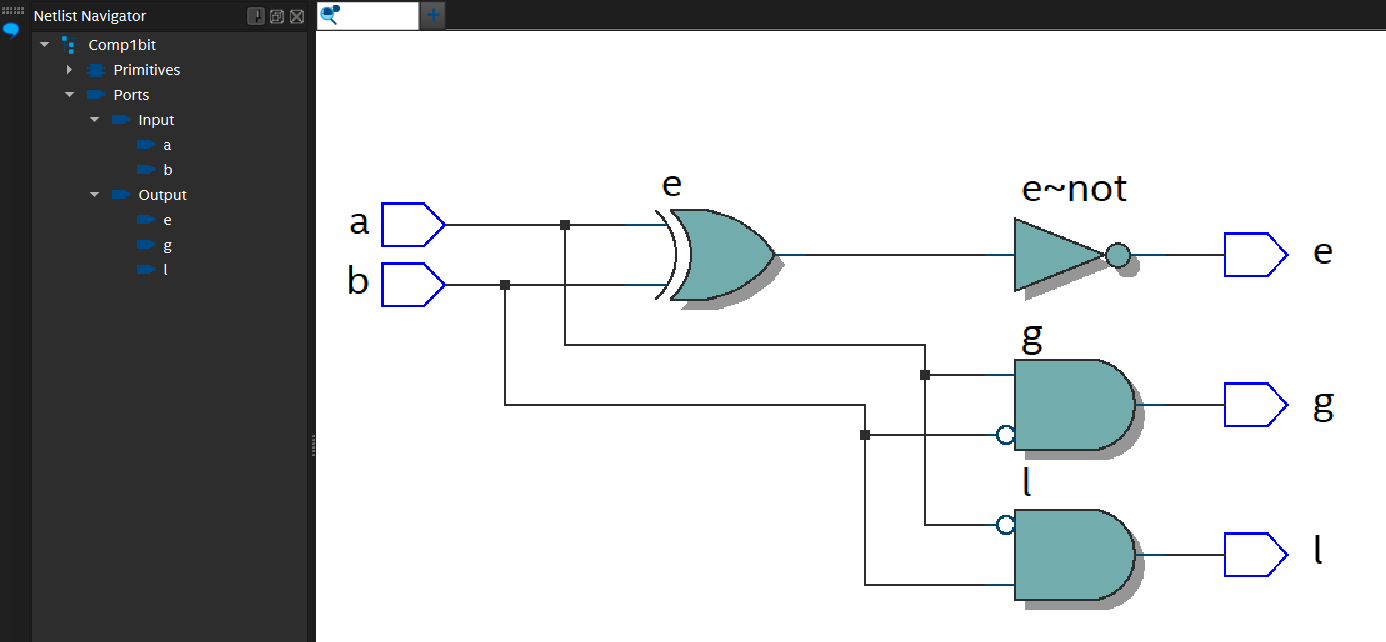 Netlist Navigator
Comp1bit
Primitives
Ports
Input
a
b
Output
e
g
l
e
e~not
a
e
b
g
g
l
l